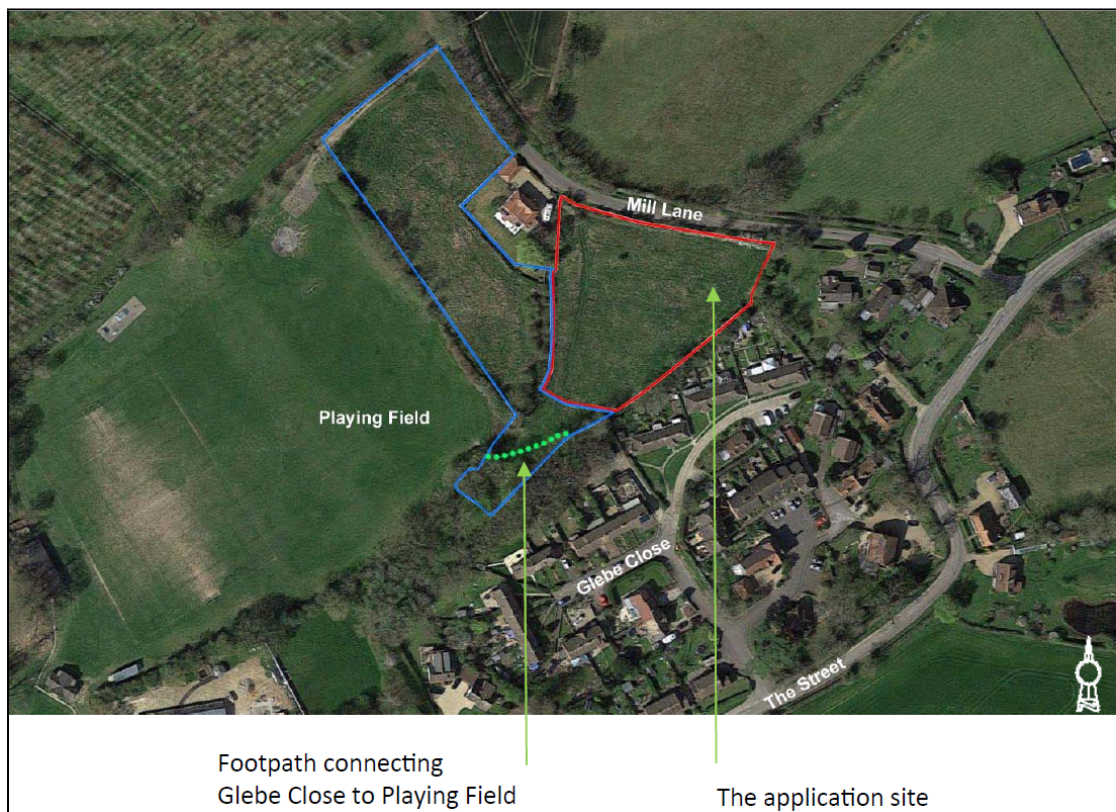 Mill Lane
Playing Field
Glebe Close
The Street
Footpath connecting
Glebe Close to Playing Field
The application site